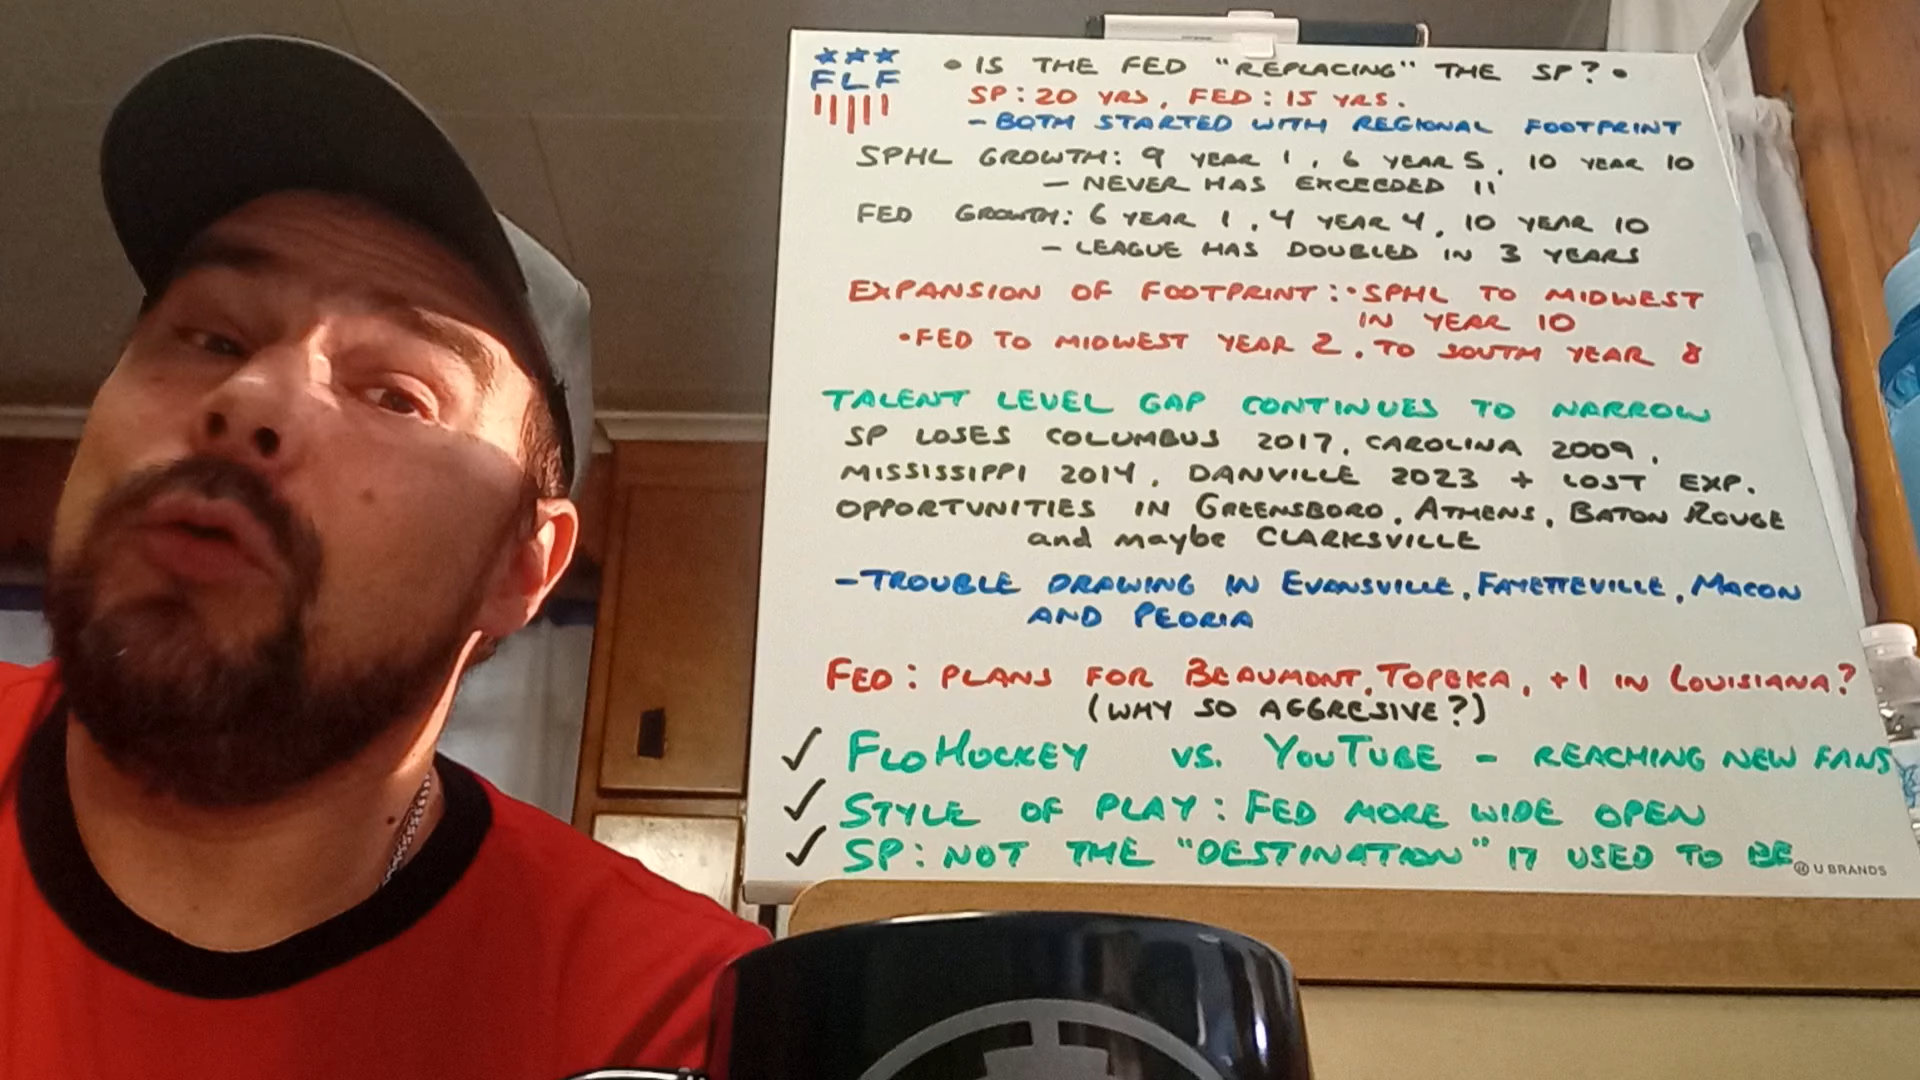 FLF
• IS THE FED "REPLACING" THE SP? •
SP: 20 YRS, FED: 15 YRS.
- BOTH STARTED WITH REGIONAL FOOTPRINT
SPHL GROWTH: 9 YEAR 1, 6 YEAR 5, 10 YEAR 10
- NEVER HAS EXCEEDED 11
FED GROWTH: 6 YEAR 1, 4 YEAR 4, 10 YEAR 10
- LEAGUE HAS DOUBLED IN 3 YEARS
EXPANSION OF FOOTPRINT: • SPHL TO MIDWEST
IN YEAR 10
• FED TO MIDWEST YEAR 2, TO SOUTH YEAR 8
TALENT LEVEL GAP CONTINUES TO NARROW
SP LOSES COLUMBUS 2017, CAROLINA 2009,
MISSISSIPPI 2014, DANVILLE 2023 + LOST EXP.
OPPORTUNITIES IN GREENSBORO, ATHENS, BATON ROUGE
and maybe CLARKSVILLE
- TROUBLE DRAWING IN EVANSVILLE, FAYETTEVILLE, MACON
AND PEORIA
FED: PLANS FOR BEAUMONT, TOPEKA, +1 IN LOUISIANA?
(WHY SO AGGRESIVE?)
✓ FLOHOCKEY VS. YOUTUBE - REACHING NEW FANS
✓ STYLE OF PLAY: FED MORE WIDE OPEN
✓ SP: NOT THE "DESTINATION" IT USED TO BE
U BRANDS